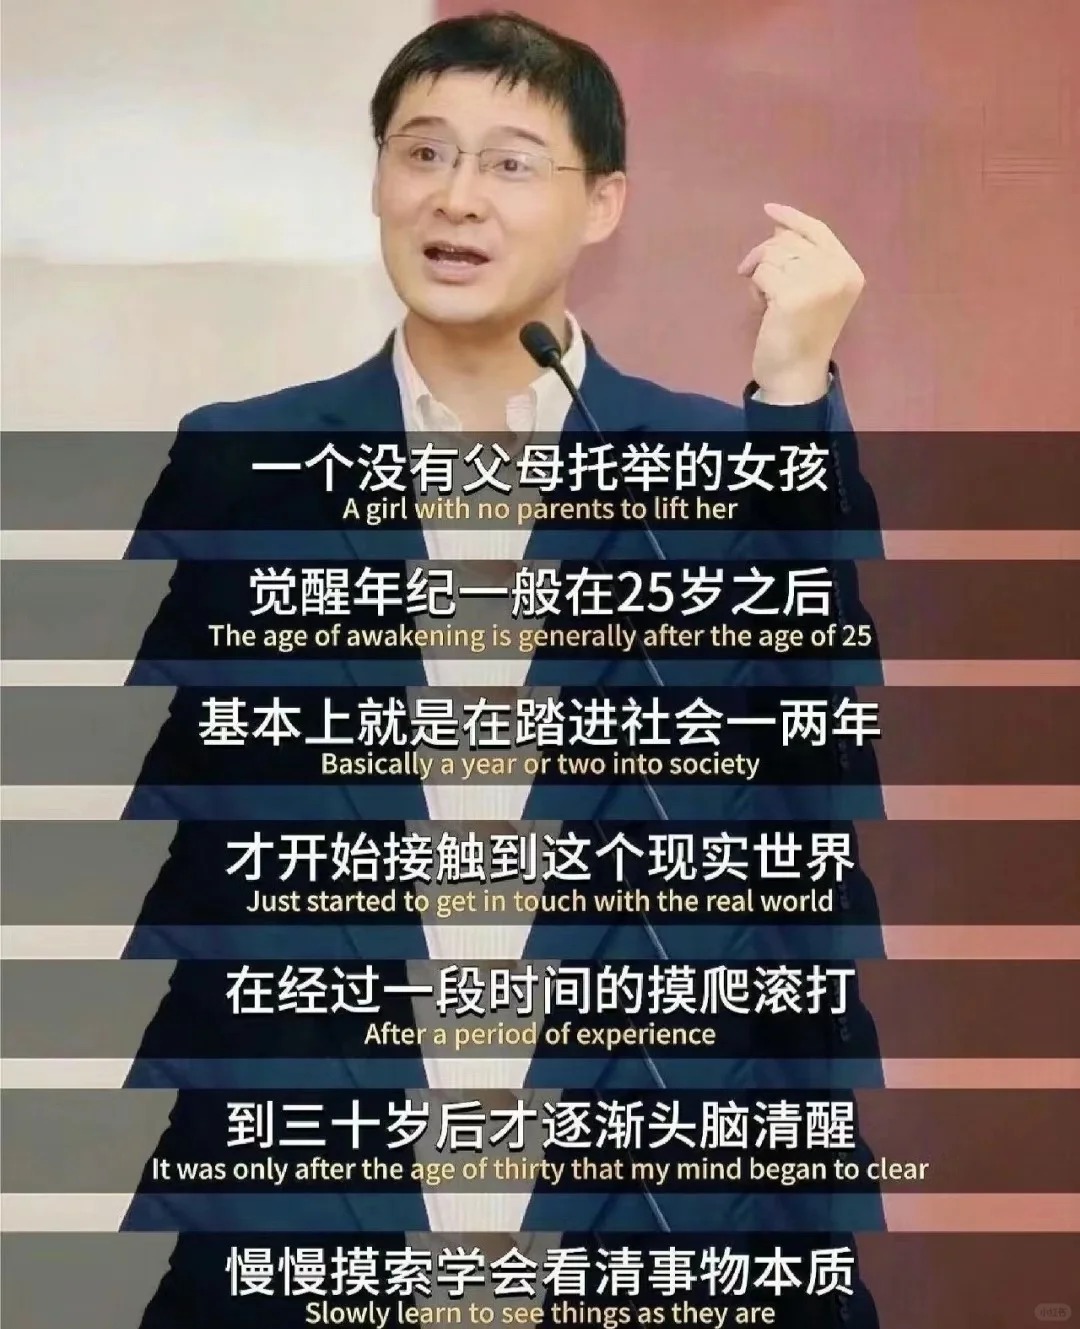 一个没有父母托举的女孩
A girl with no parents to lift her
觉醒年纪一般在25岁之后
The age of awakening is generally after the age of 25
基本上就是在踏进社会一两年
Basically a year or two into society
才开始接触到这个现实世界
Just started to get in touch with the real world
在经过一段时间的摸爬滚打
After a period of experience
到三十岁后才逐渐头脑清醒
It was only after the age of thirty that my mind began to clear
慢慢摸索学会看清事物本质
Slowly learn to see things as they are